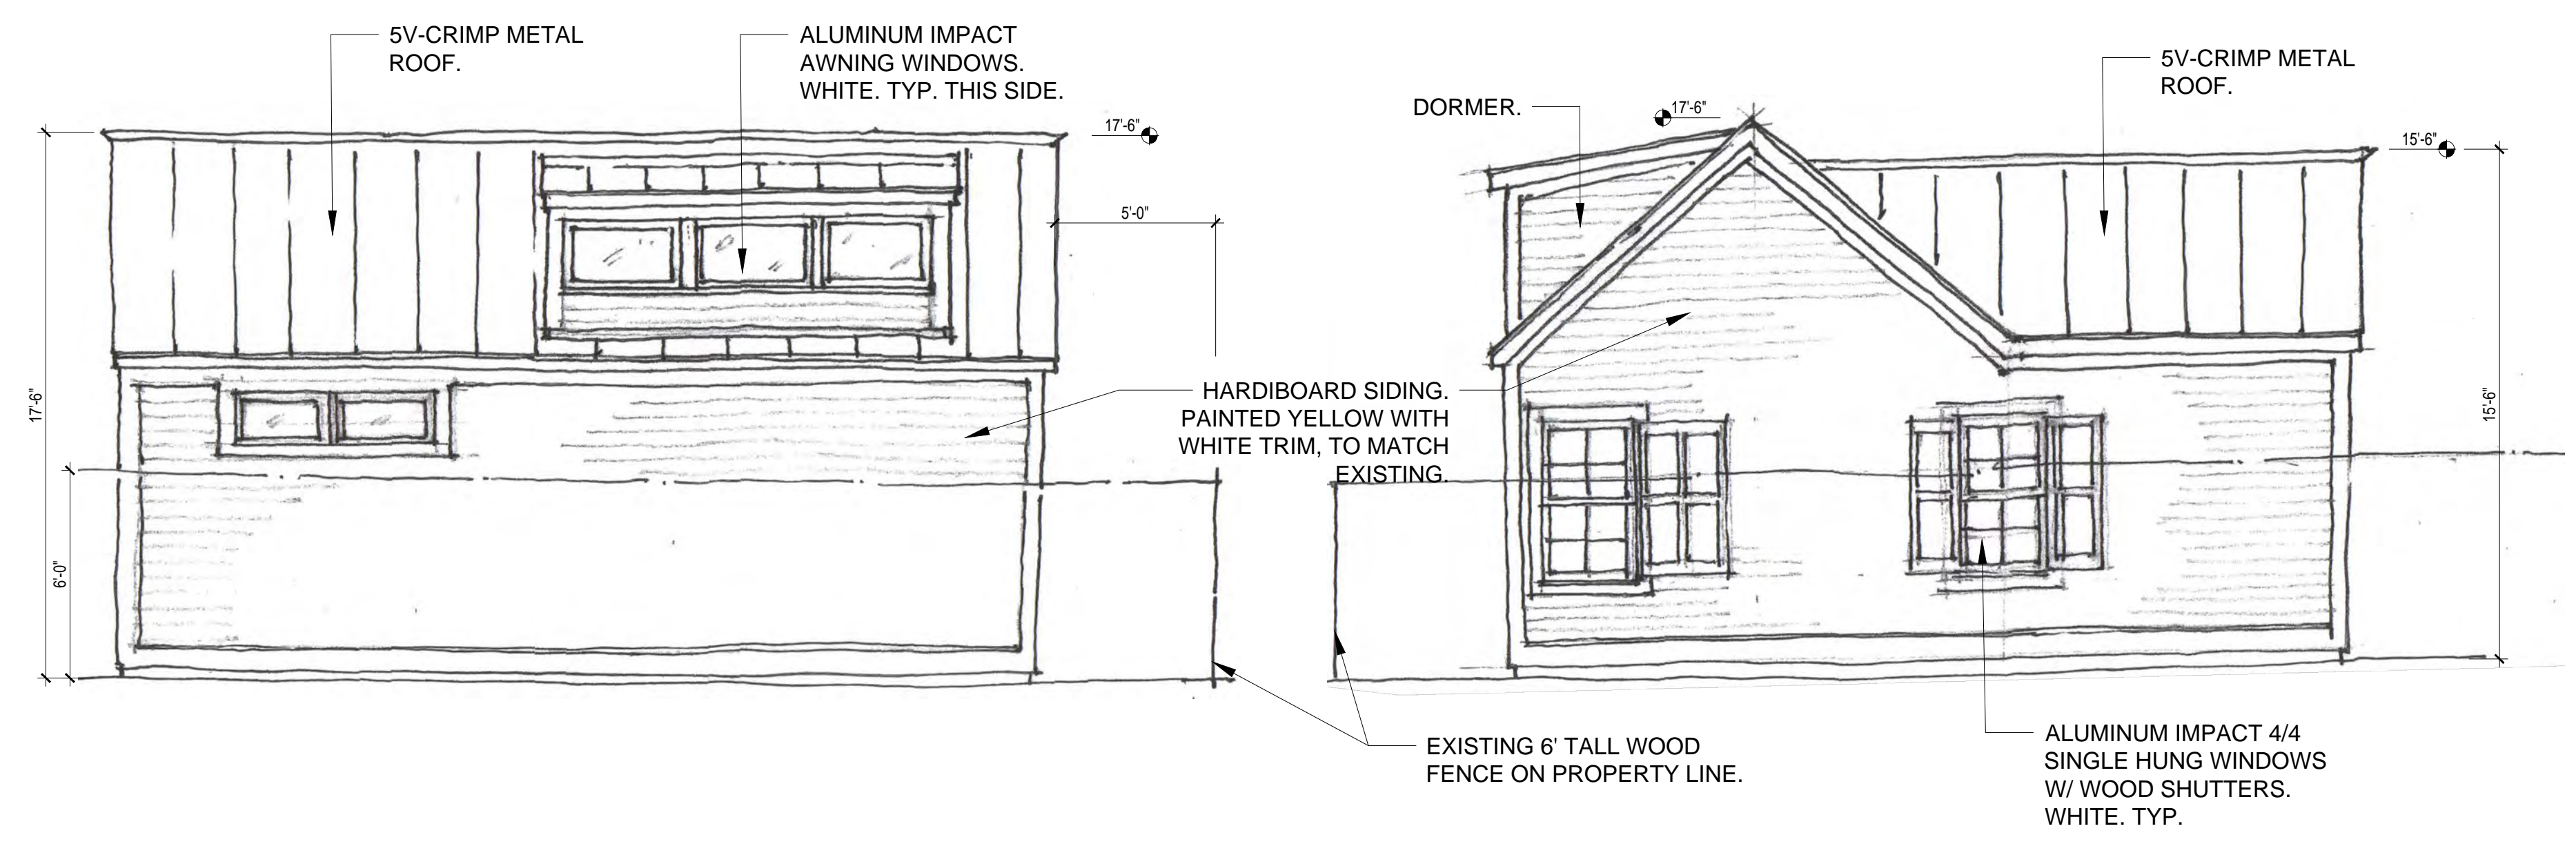 5V-CRIMP METAL
ROOF.
ALUMINUM IMPACT
AWNING WINDOWS.
WHITE. TYP. THIS SIDE.
17'-6"
5'-0"
17'-6"
6'-0"
DORMER.
17'-6"
5V-CRIMP METAL
ROOF.
15'-6"
15'-6"
HARDIBOARD SIDING.
PAINTED YELLOW WITH
WHITE TRIM, TO MATCH
EXISTING.
EXISTING 6' TALL WOOD
FENCE ON PROPERTY LINE.
ALUMINUM IMPACT 4/4
SINGLE HUNG WINDOWS
W/ WOOD SHUTTERS.
WHITE. TYP.